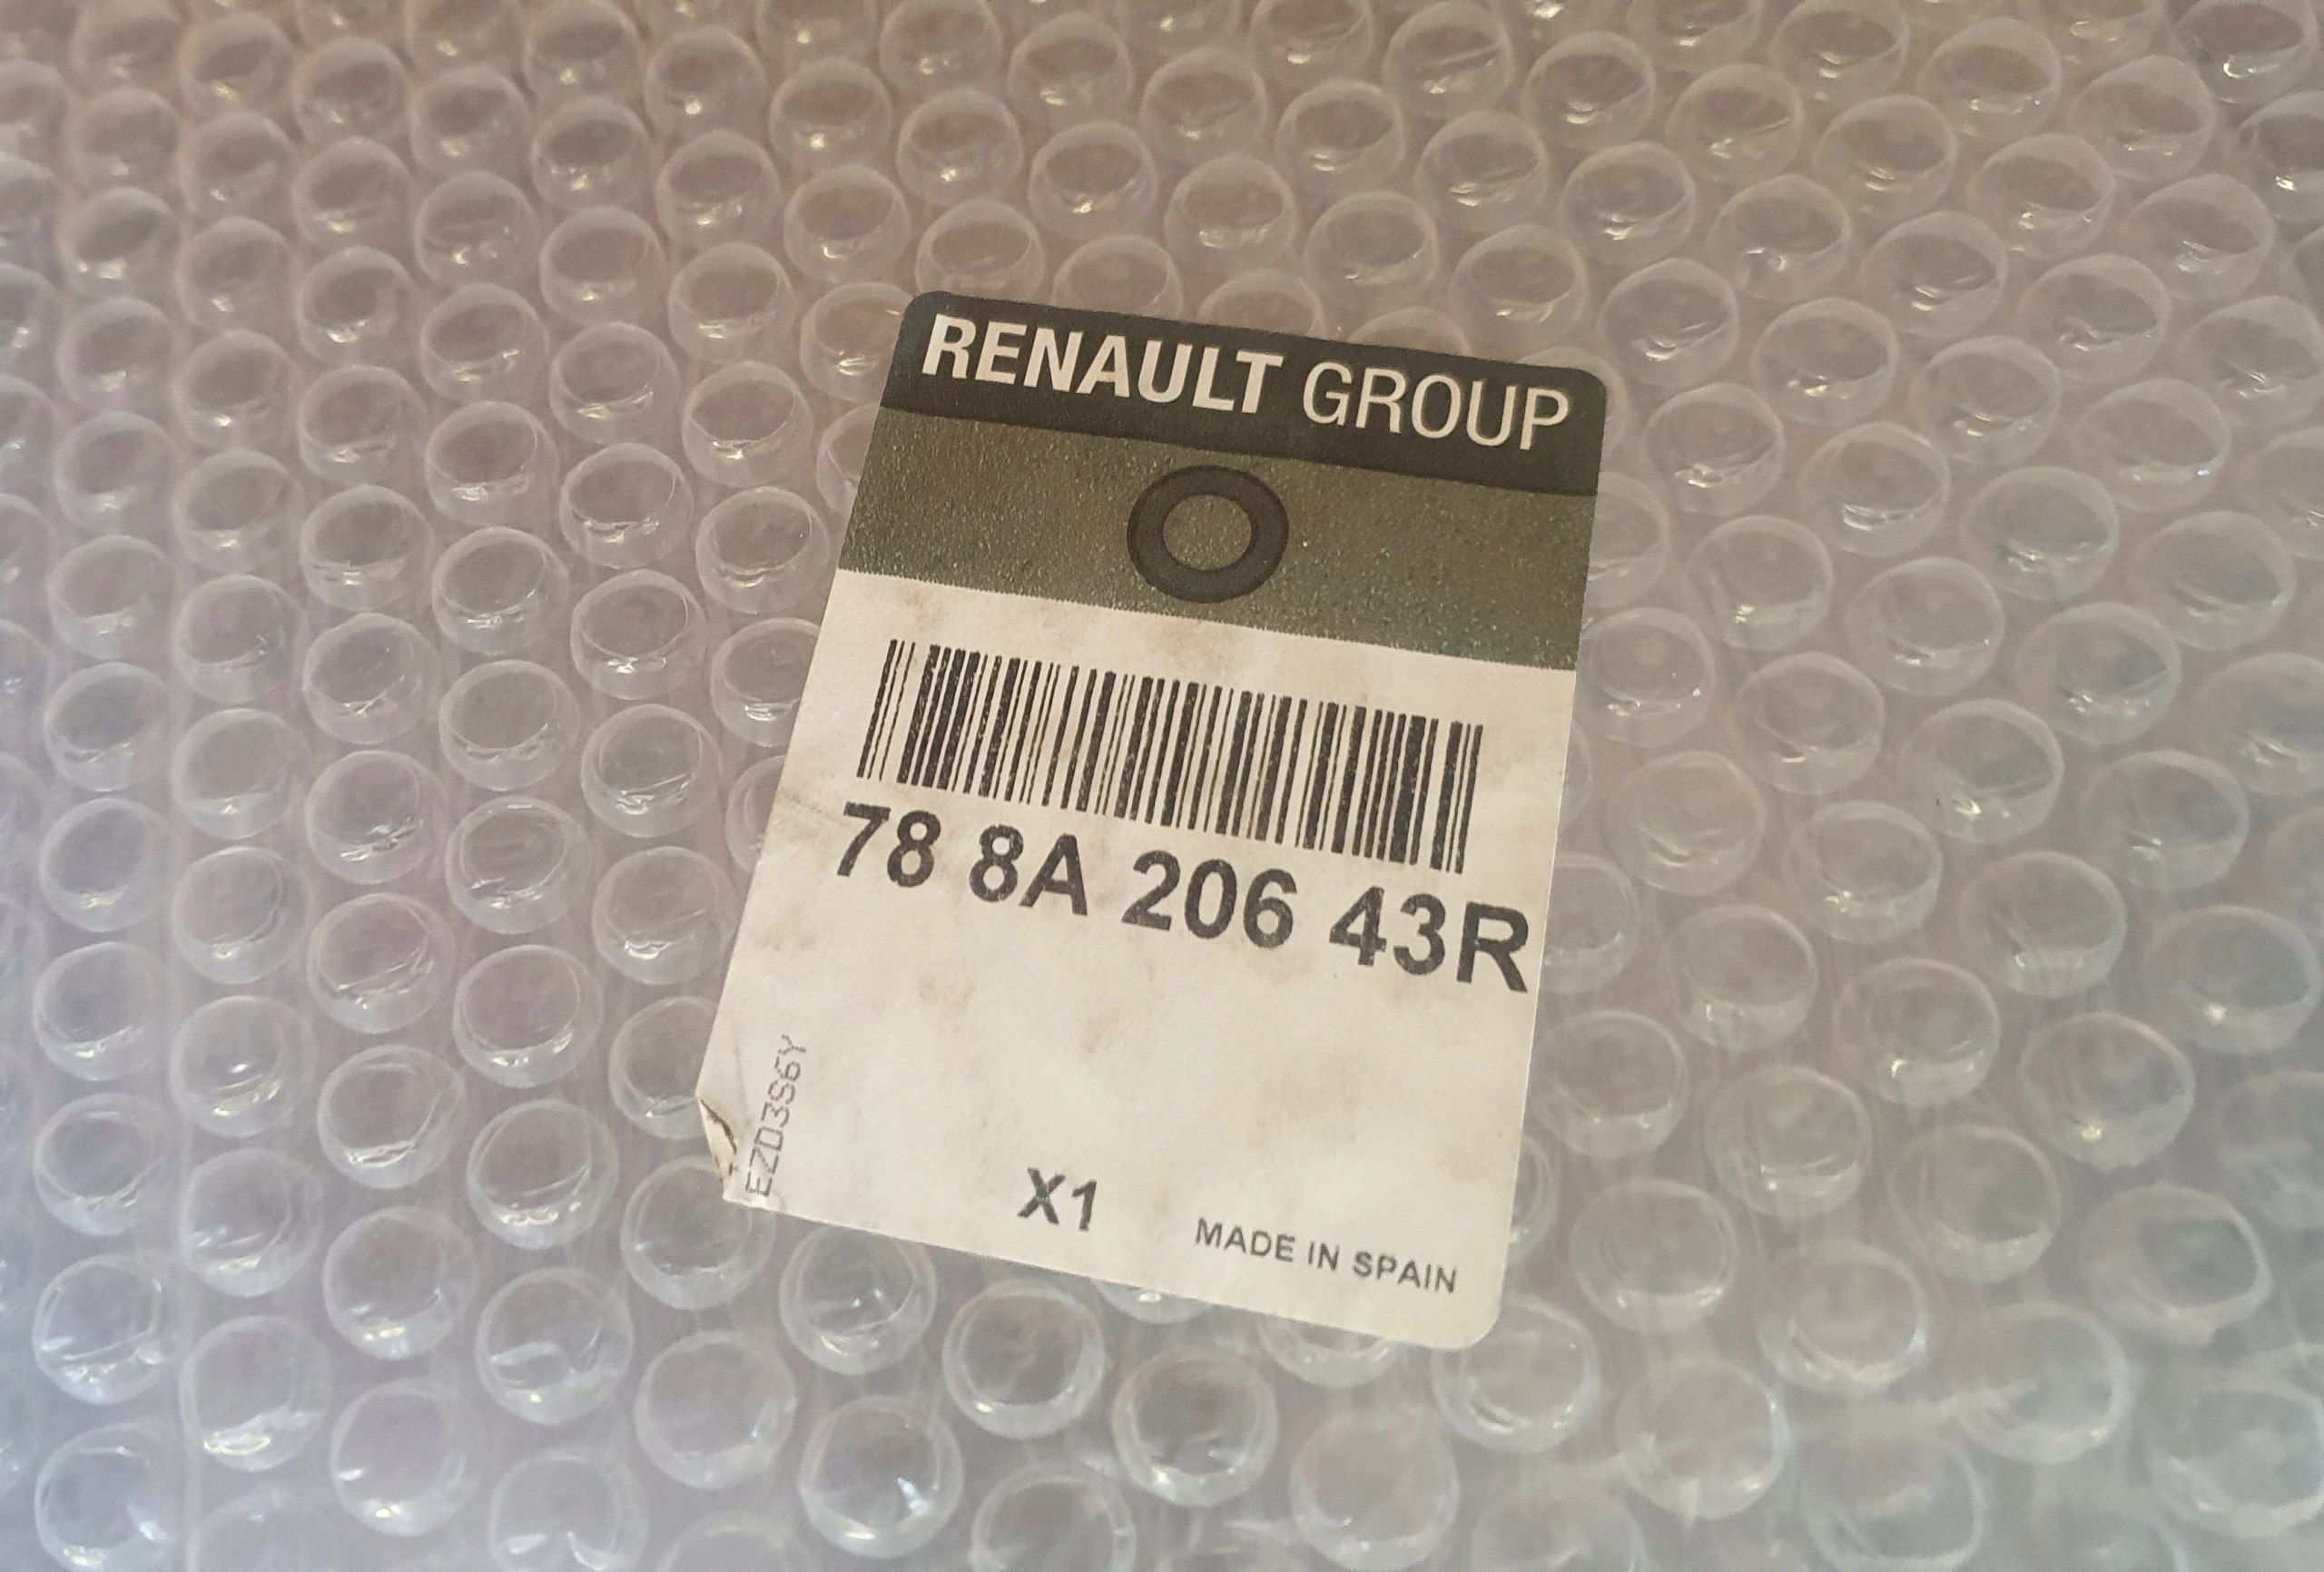 RENAULT GROUP
78 8A 206 43R
EZD3S6Y
X1
MADE IN SPAIN